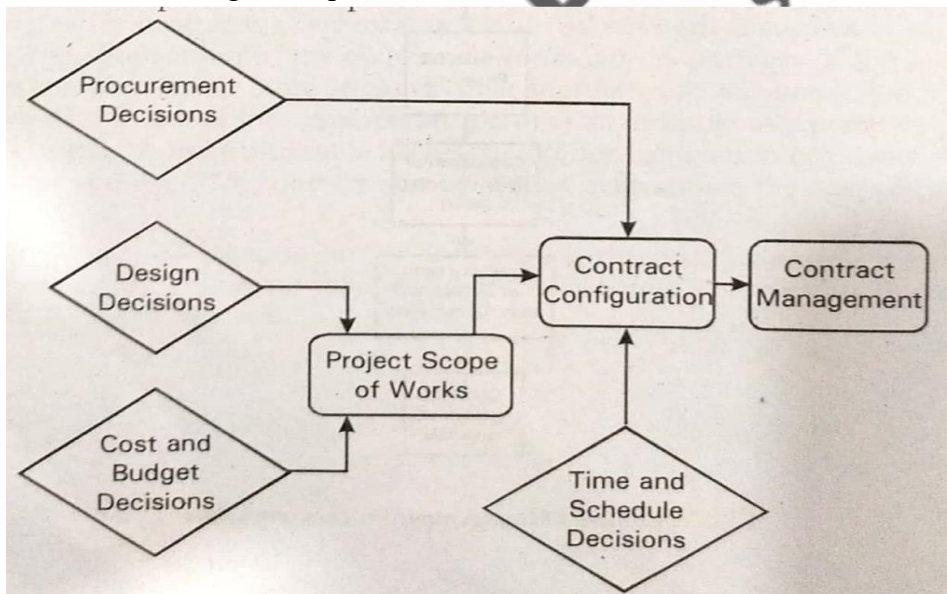 Procurement
Decisions
Design
Decisions
Contract
Configuration
Contract
Management
Project Scope
of Works
Cost and
Budget
Decisions
Time and
Schedule
Decisions